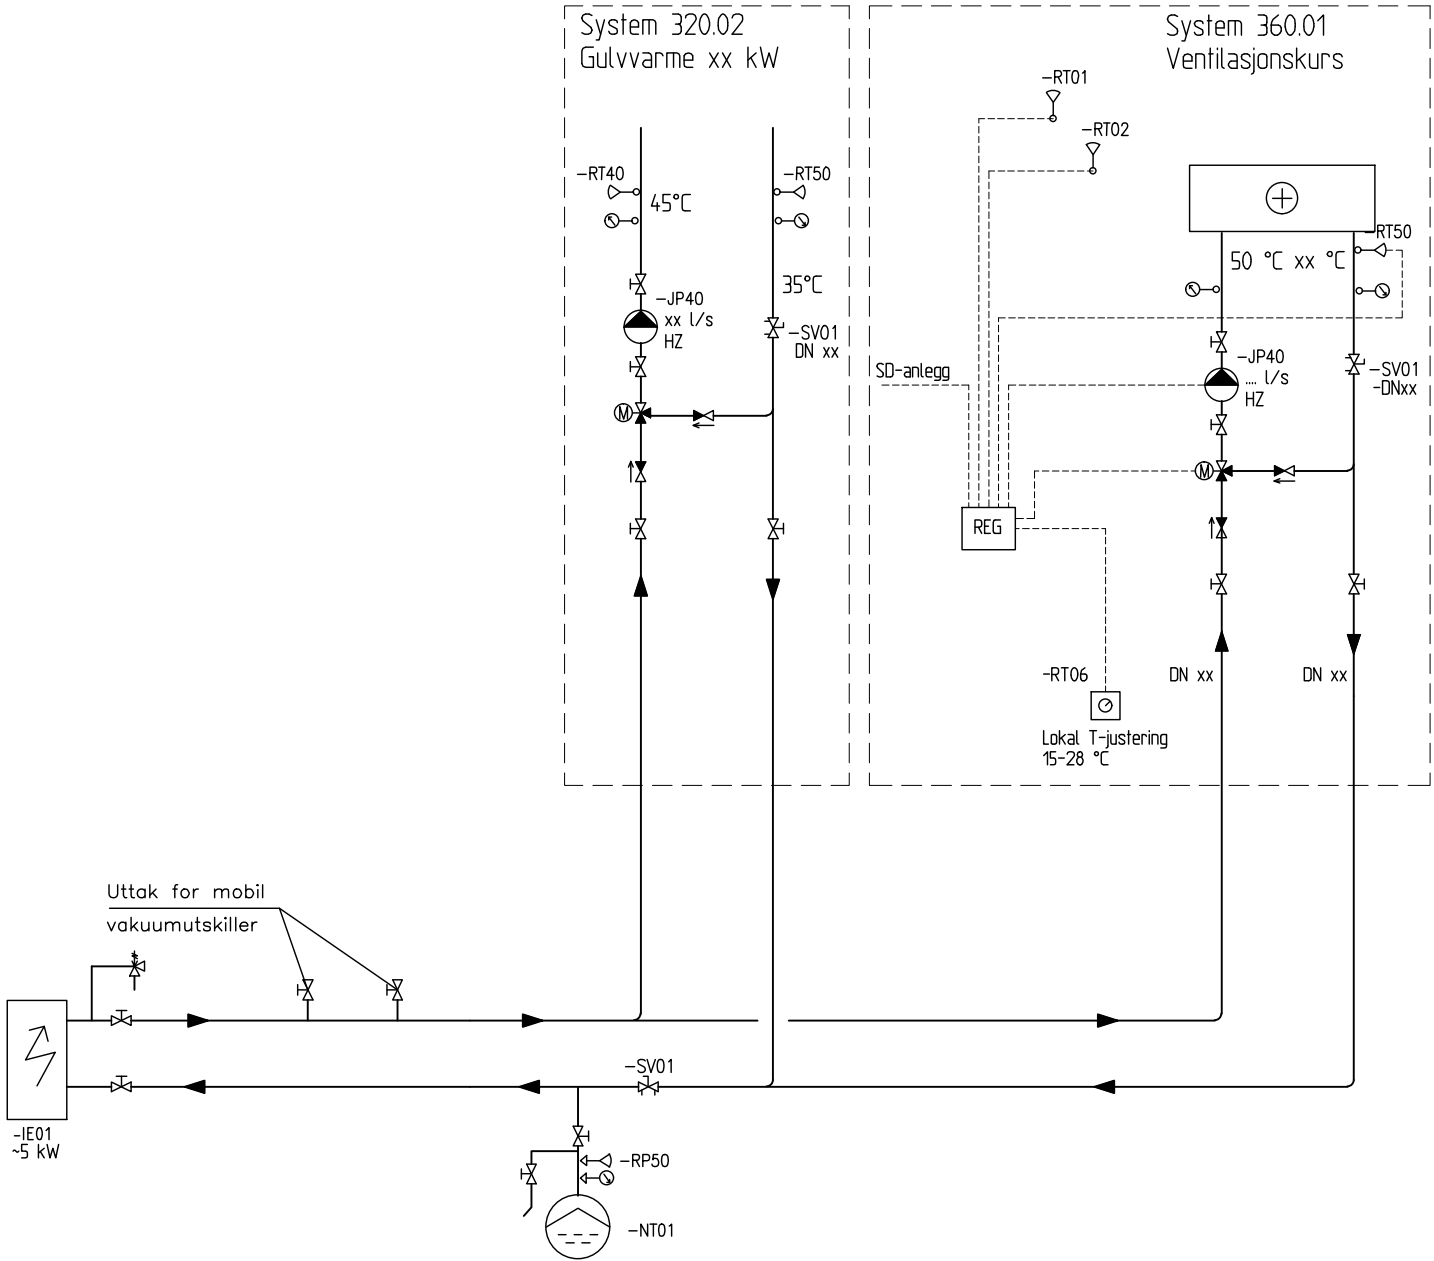 System 320.02
Gulvvarme xx kW
-RT40
45°C
-RT50
35°C
-JP40
xx l/s
HZ
-SV01
DN xx
M
System 360.01
Ventilasjonskurs
-RT01
-RT02
-RT50
50 °C xx °C
SD-anlegg
-JP40
.... l/s
HZ
-SV01
-DNxx
M
REG
-RT06
DN xx
DN xx
Lokal T-justering
15-28 °C
Uttak for mobil
vakuumutskiller
-SV01
-IE01
~5 kW
-RP50
-NT01